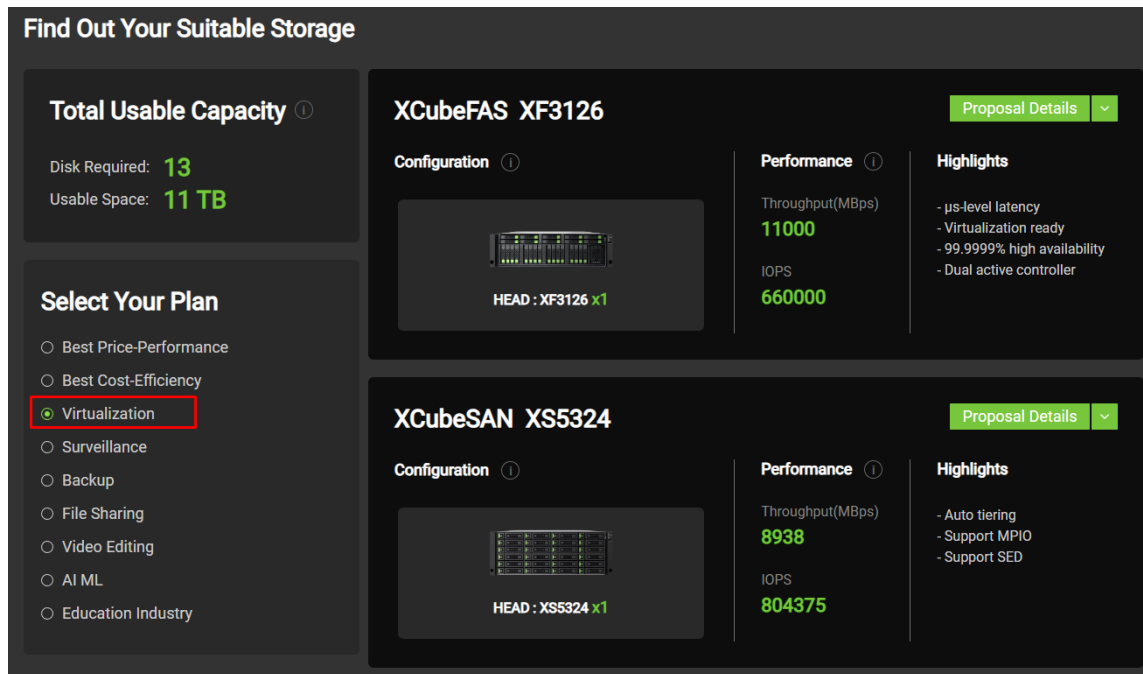 Find Out Your Suitable Storage
Total Usable Capacity
Disk Required: 13
Usable Space: 11 TB
Select Your Plan
Best Price-Performance
Best Cost-Efficiency
Virtualization
Surveillance
Backup
File Sharing
Video Editing
AI ML
Education Industry
XCubeFAS XF3126
Proposal Details
Configuration
HEAD : XF3126 x1
Performance
Throughput(MBps)
11000
IOPS
660000
Highlights
- µs-level latency
- Virtualization ready
- 99.9999% high availability
- Dual active controller
XCubeSAN XS5324
Proposal Details
Configuration
HEAD : XS5324 x1
Performance
Throughput(MBps)
8938
IOPS
804375
Highlights
- Auto tiering
- Support MPIO
- Support SED